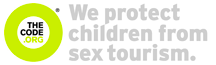 THE
CODE
.ORG
®
We protect
children from
sex tourism.